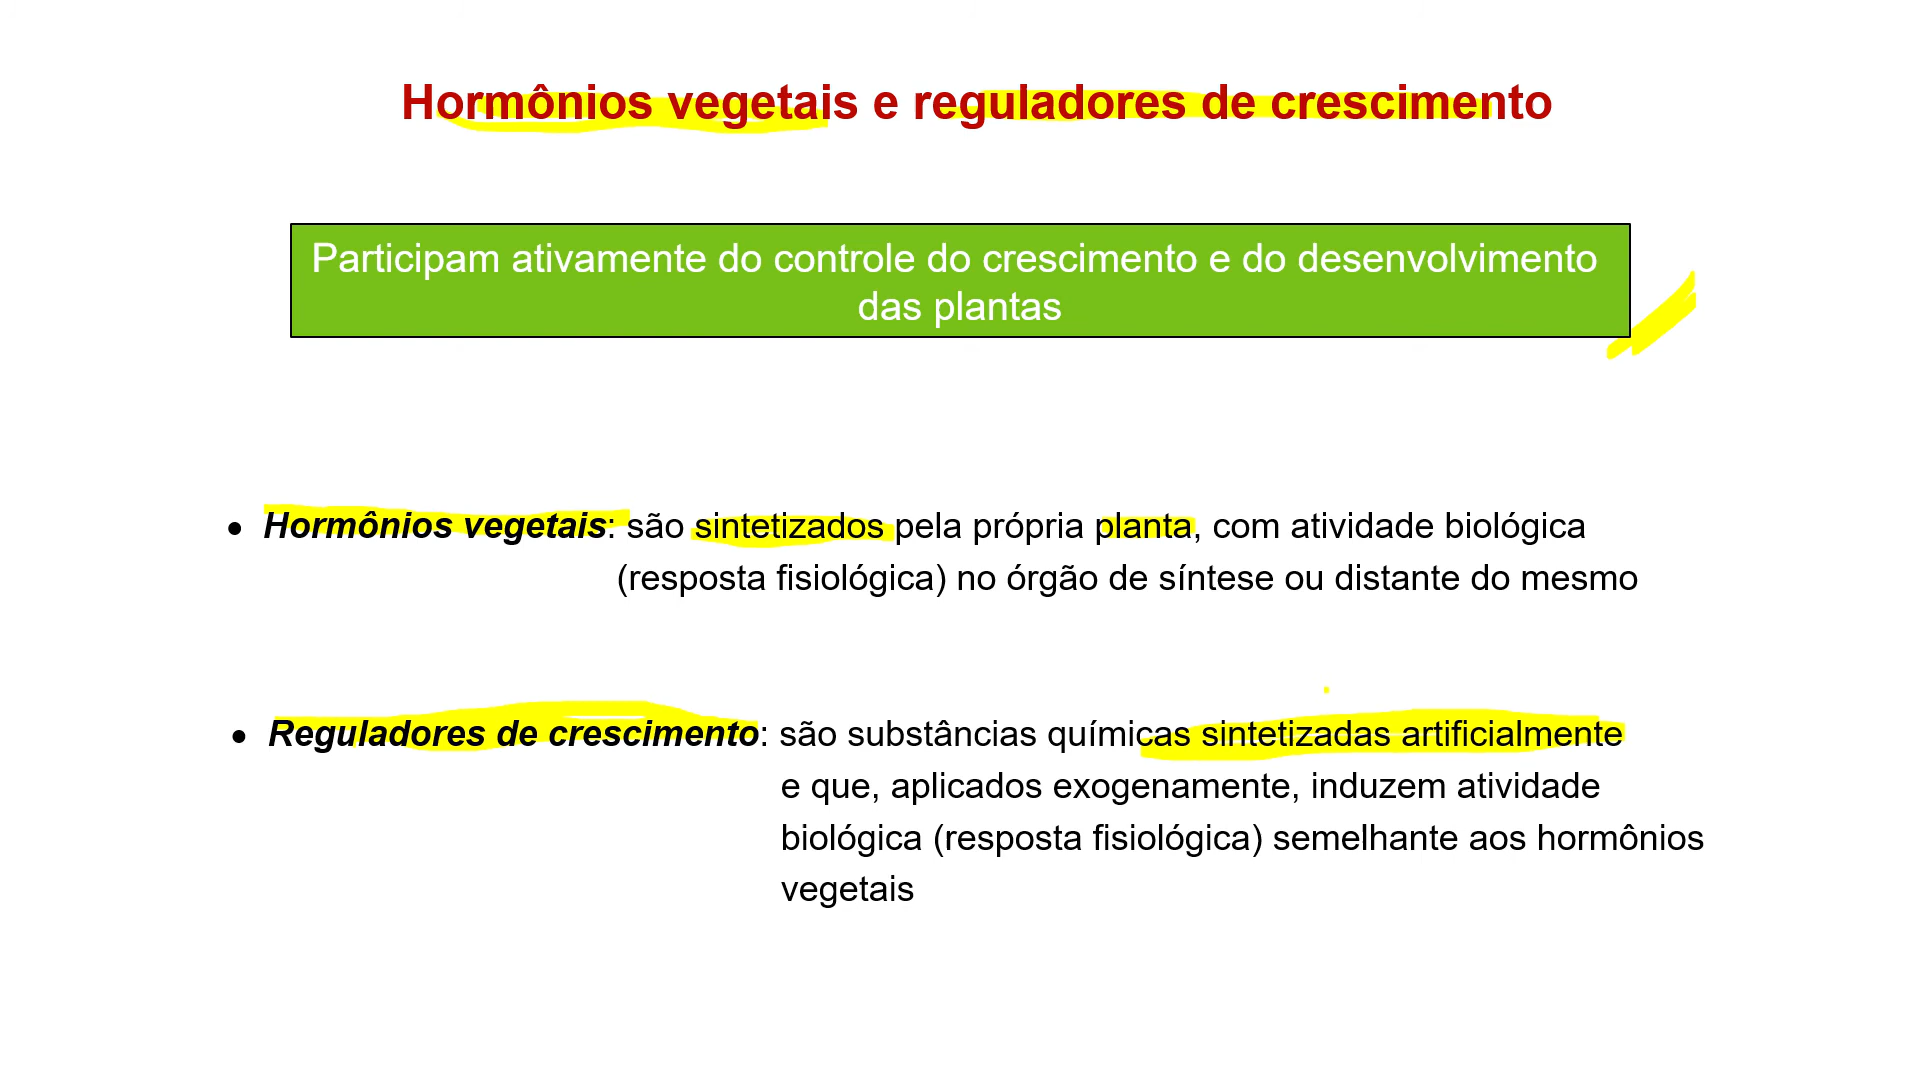 Hormônios vegetais e reguladores de crescimento
Participam ativamente do controle do crescimento e do desenvolvimento
das plantas
• Hormônios vegetais: são sintetizados pela própria planta, com atividade biológica
(resposta fisiológica) no órgão de síntese ou distante do mesmo
• Reguladores de crescimento: são substâncias químicas sintetizadas artificialmente
e que, aplicados exogenamente, induzem atividade
biológica (resposta fisiológica) semelhante aos hormônios
vegetais